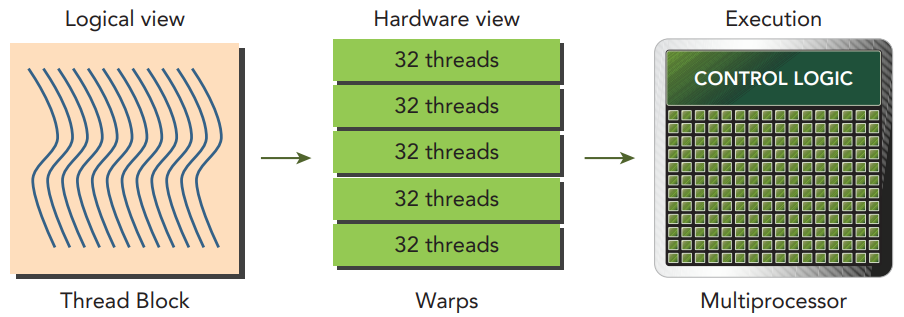 Logical view
Hardware view
Execution
32 threads
32 threads
32 threads
32 threads
32 threads
CONTROL LOGIC
Thread Block
Warps
Multiprocessor